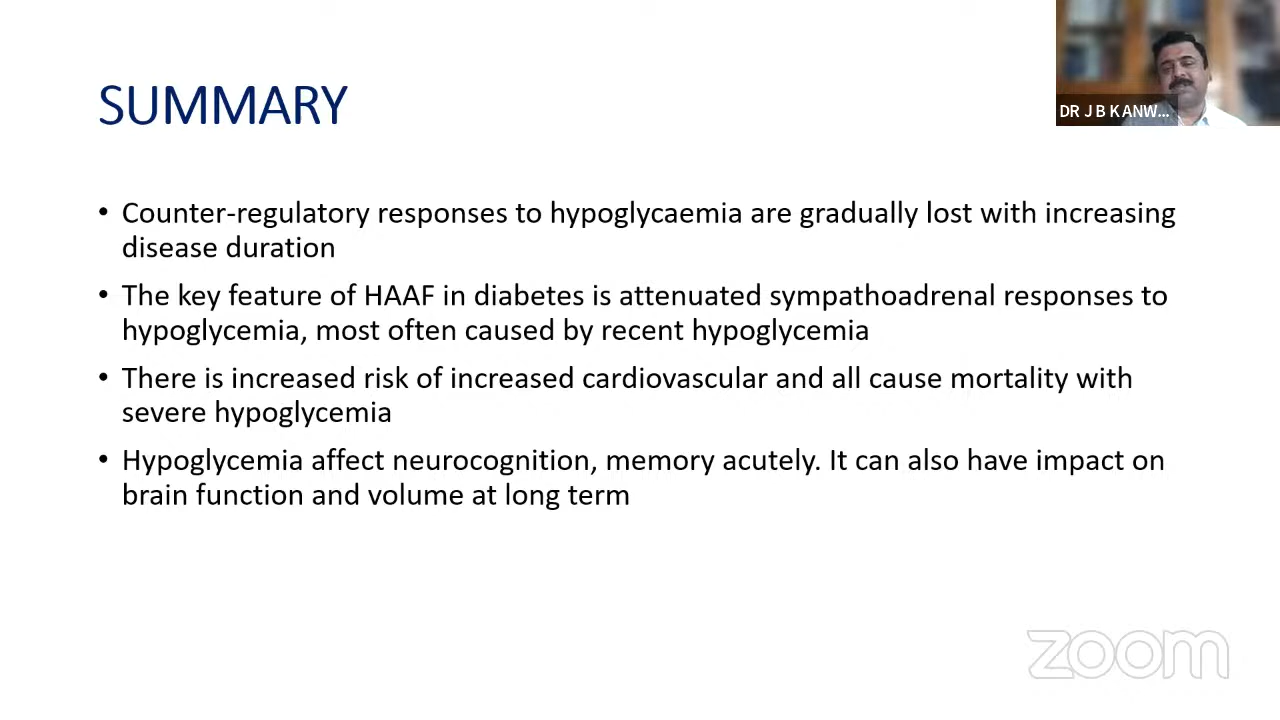 SUMMARY
DR J B KANW...
• Counter-regulatory responses to hypoglycaemia are gradually lost with increasing
disease duration
• The key feature of HAAF in diabetes is attenuated sympathoadrenal responses to
hypoglycemia, most often caused by recent hypoglycemia
• There is increased risk of increased cardiovascular and all cause mortality with
severe hypoglycemia
• Hypoglycemia affect neurocognition, memory acutely. It can also have impact on
brain function and volume at long term
zoom